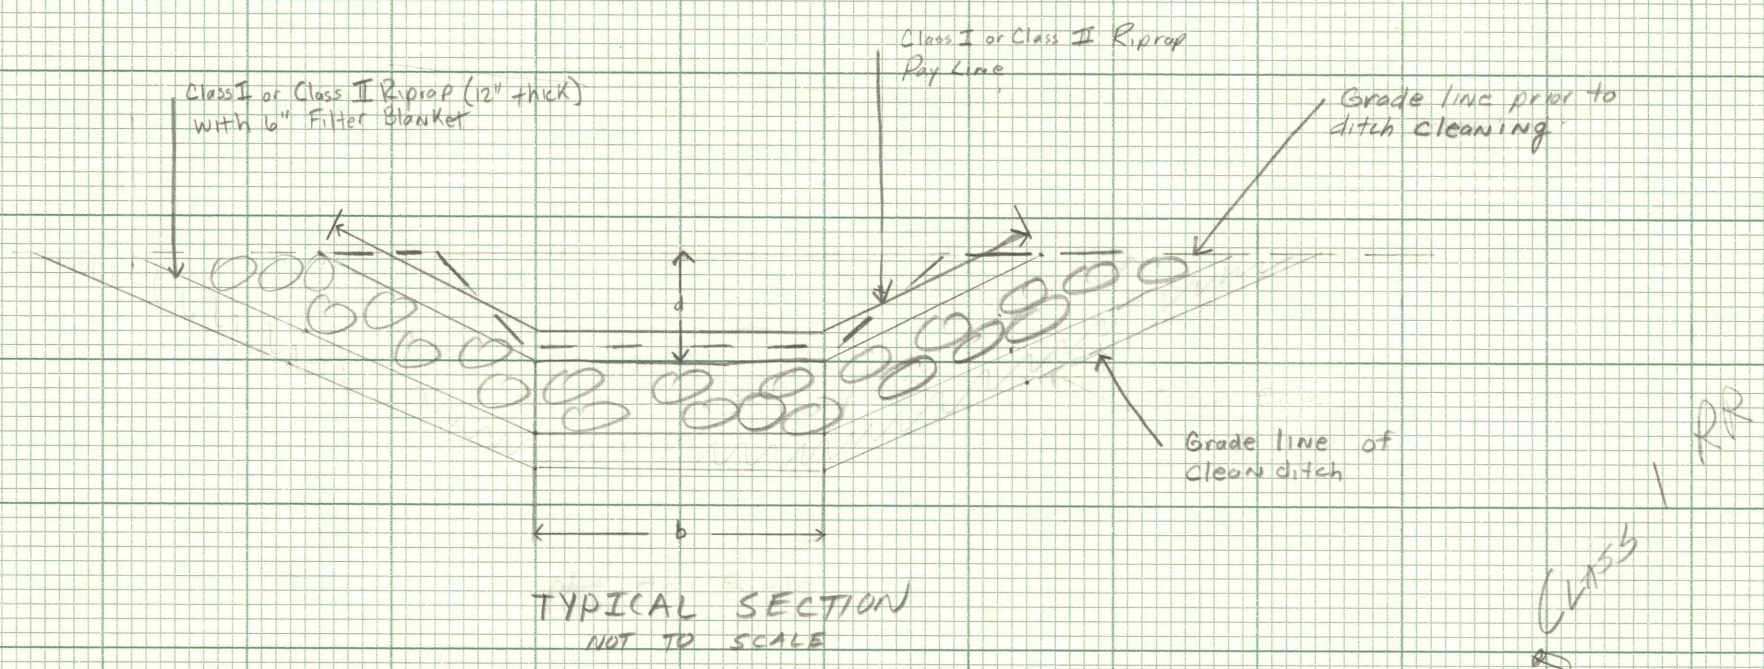 Class I or Class II Riprap
Pay Line
Class I or Class II Riprap (12" thick)
with 6" Filter Blanket
Grade line prior to
ditch cleaning
d
Grade line of
clean ditch
b
TYPICAL SECTION
NOT TO SCALE
RR
Class 1